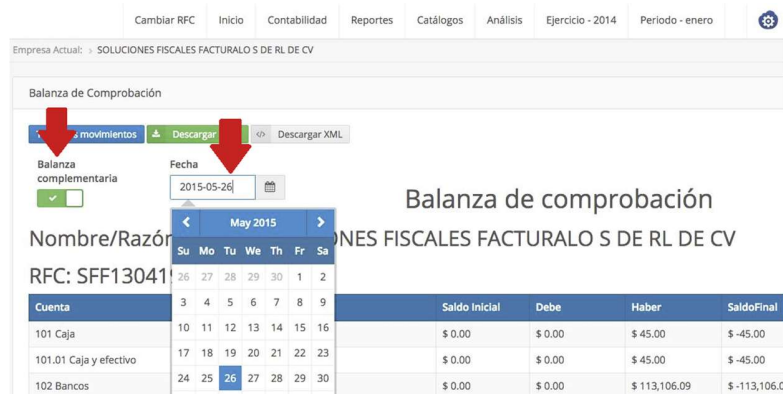 Cambiar RFC Inicio Contabilidad Reportes Catálogos Análisis Ejercicio - 2014 Periodo - enero
Empresa Actual: > SOLUCIONES FISCALES FACTURALO S DE RL DE CV
Balanza de Comprobación
movimientos Descargar </> Descargar XML
Balanza complementaria
Fecha
2015-05-26
Balanza de comprobación
May 2015
Nombre/Razón NES FISCALES FACTURALO S DE RL DE CV
Su Mo Tu We Th Fr Sa
RFC: SFF13041
26 27 28 29 30 1 2
3 4 5 6 7 8 9
10 11 12 13 14 15 16
17 18 19 20 21 22 23
24 25 26 27 28 29 30
Cuenta Saldo Inicial Debe Haber SaldoFinal
101 Caja $ 0.00 $ 0.00 $ 45.00 $ -45.00
101.01 Caja y efectivo $ 0.00 $ 0.00 $ 45.00 $ -45.00
102 Bancos $ 0.00 $ 0.00 $ 113,106.09 $ -113,106.0